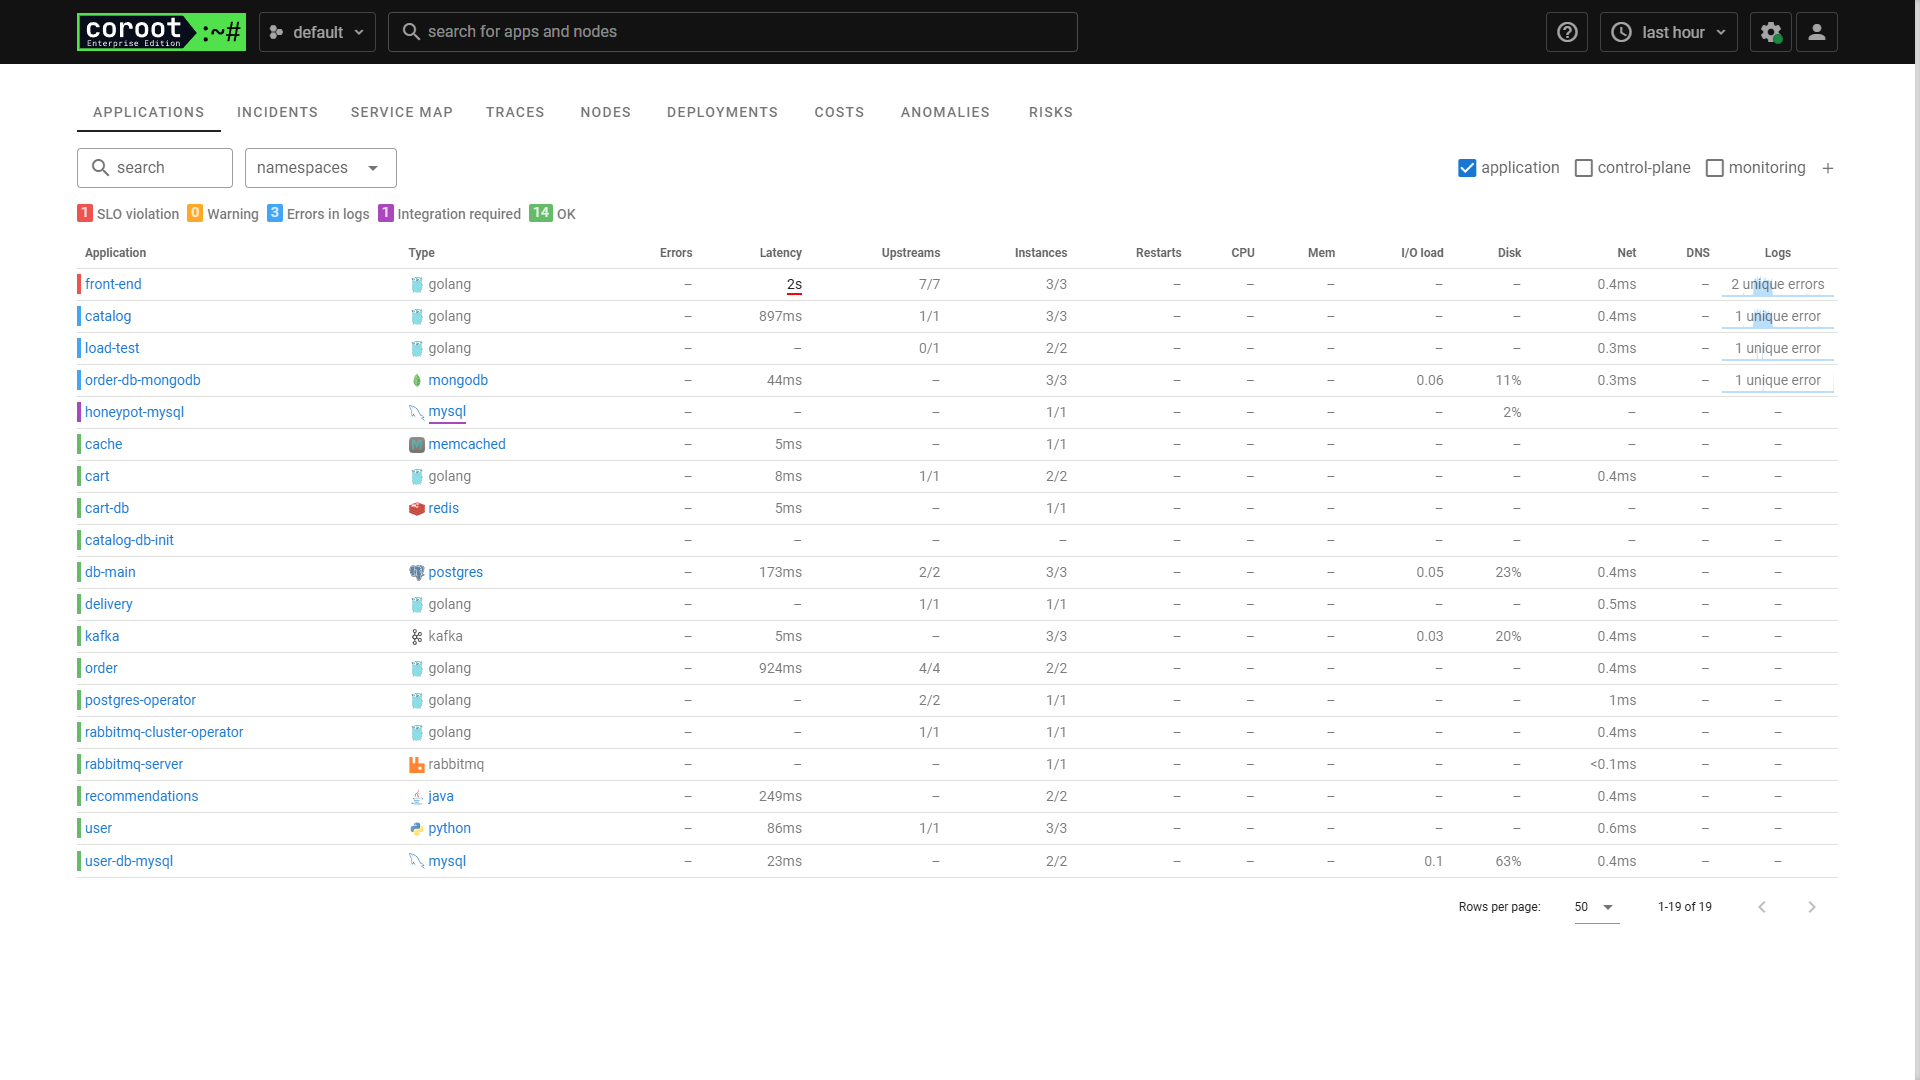 coroot :~#
Enterprise Edition
default
search for apps and nodes
last hour
APPLICATIONS INCIDENTS SERVICE MAP TRACES NODES DEPLOYMENTS COSTS ANOMALIES RISKS
search namespaces application control-plane monitoring +
1 SLO violation 0 Warning 3 Errors in logs 1 Integration required 14 OK
Application Type Errors Latency Upstreams Instances Restarts CPU Mem I/O load Disk Net DNS Logs
front-end golang – 2s 7/7 3/3 – – – – – 0.4ms – 2 unique errors
catalog golang – 897ms 1/1 3/3 – – – – – 0.4ms – 1 unique error
load-test golang – – 0/1 2/2 – – – – – 0.3ms – 1 unique error
order-db-mongodb mongodb – 44ms – 3/3 – – – 0.06 11% 0.3ms – 1 unique error
honeypot-mysql mysql – – – 1/1 – – – – 2% – – –
cache memcached – 5ms – 1/1 – – – – – – – –
cart golang – 8ms 1/1 2/2 – – – – – 0.4ms – –
cart-db redis – 5ms – 1/1 – – – – – – – –
catalog-db-init – – – – – – – – – – – –
db-main postgres – 173ms 2/2 3/3 – – – 0.05 23% 0.4ms – –
delivery golang – – 1/1 1/1 – – – – – 0.5ms – –
kafka kafka – 5ms – 3/3 – – – 0.03 20% 0.4ms – –
order golang – 924ms 4/4 2/2 – – – – – 0.4ms – –
postgres-operator golang – – 2/2 1/1 – – – – – 1ms – –
rabbitmq-cluster-operator golang – – 1/1 1/1 – – – – – 0.4ms – –
rabbitmq-server rabbitmq – – – 1/1 – – – – – <0.1ms – –
recommendations java – 249ms – 2/2 – – – – – 0.4ms – –
user python – 86ms 1/1 3/3 – – – – – 0.6ms – –
user-db-mysql mysql – 23ms – 2/2 – – – 0.1 63% 0.4ms – –
Rows per page: 50 1-19 of 19